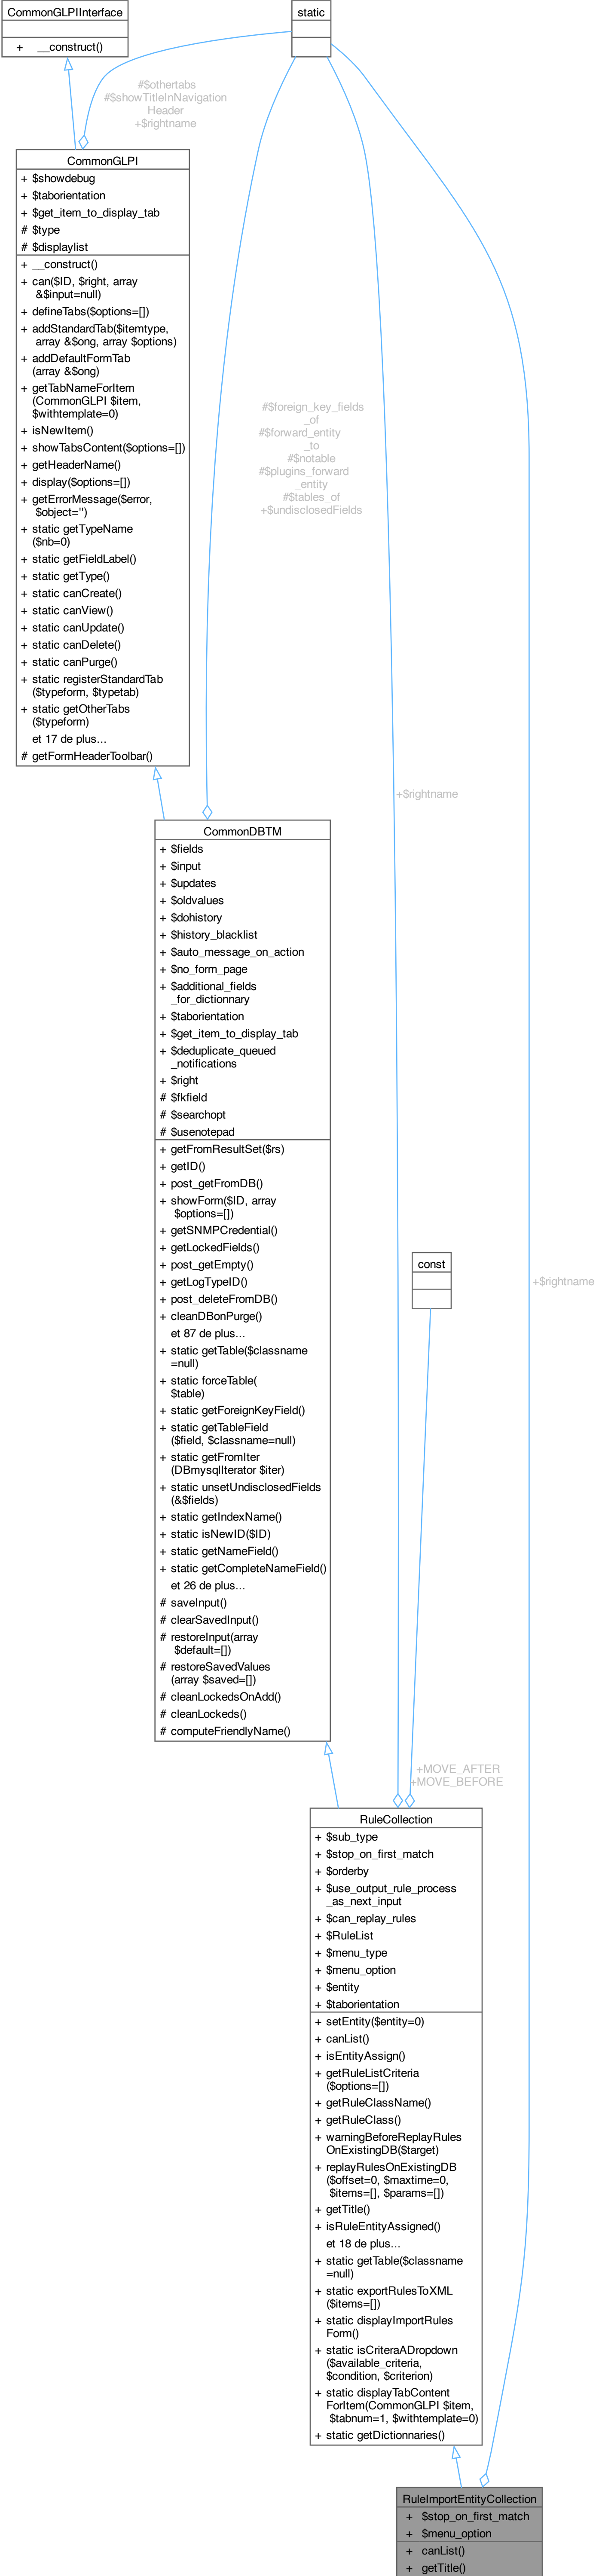 CommonGLPIInterface
+ __construct()
static
#$othertabs
#$showTitleInNavigation
Header
+$rightname
CommonGLPI
+ $showdebug
+ $taborientation
+ $get_item_to_display_tab
# $type
# $displaylist
+ __construct()
+ can($ID, $right, array
&$input=null)
+ defineTabs($options=[])
+ addStandardTab($itemtype,
array &$ong, array $options)
+ addDefaultFormTab
(array &$ong)
+ getTabNameForItem
(CommonGLPI $item,
$withtemplate=0)
+ isNewItem()
+ showTabsContent($options=[])
+ getHeaderName()
+ display($options=[])
+ getErrorMessage($error,
$object='')
+ static getTypeName
($nb=0)
+ static getFieldLabel()
+ static getType()
+ static canCreate()
+ static canView()
+ static canUpdate()
+ static canDelete()
+ static canPurge()
+ static registerStandardTab
($typeform, $typetab)
+ static getOtherTabs
($typeform)
et 17 de plus...
# getFormHeaderToolbar()
#$foreign_key_fields
_of
#$forward_entity
_to
#$notable
#$plugins_forward
_entity
#$tables_of
+$undisclosedFields
+$rightname
CommonDBTM
+ $fields
+ $input
+ $updates
+ $oldvalues
+ $dohistory
+ $history_blacklist
+ $auto_message_on_action
+ $no_form_page
+ $additional_fields
_for_dictionnary
+ $taborientation
+ $get_item_to_display_tab
+ $deduplicate_queued
_notifications
+ $right
# $fkfield
# $searchopt
# $usenotepad
+ getFromResultSet($rs)
+ getID()
+ post_getFromDB()
+ showForm($ID, array
$options=[])
+ getSNMPCredential()
+ getLockedFields()
+ post_getEmpty()
+ getLogTypeID()
+ post_deleteFromDB()
+ cleanDBonPurge()
et 87 de plus...
+ static getTable($classname
=null)
+ static forceTable(
$table)
+ static getForeignKeyField()
+ static getTableField
($field, $classname=null)
+ static getFromIter
(DBmysqlIterator $iter)
+ static unsetUndisclosedFields
(&$fields)
+ static getIndexName()
+ static isNewID($ID)
+ static getNameField()
+ static getCompleteNameField()
et 26 de plus...
# saveInput()
# clearSavedInput()
# restoreInput(array
$default=[])
# restoreSavedValues
(array $saved=[])
# cleanLockedsOnAdd()
# cleanLockeds()
# computeFriendlyName()
const
+$rightname
+MOVE_AFTER
+MOVE_BEFORE
RuleCollection
+ $sub_type
+ $stop_on_first_match
+ $orderby
+ $use_output_rule_process
_as_next_input
+ $can_replay_rules
+ $RuleList
+ $menu_type
+ $menu_option
+ $entity
+ $taborientation
+ setEntity($entity=0)
+ canList()
+ isEntityAssign()
+ getRuleListCriteria
($options=[])
+ getRuleClassName()
+ getRuleClass()
+ warningBeforeReplayRules
OnExistingDB($target)
+ replayRulesOnExistingDB
($offset=0, $maxtime=0,
$items=[], $params=[])
+ getTitle()
+ isRuleEntityAssigned()
et 18 de plus...
+ static getTable($classname
=null)
+ static exportRulesToXML
($items=[])
+ static displayImportRules
Form()
+ static isCriteraADropdown
($available_criteria,
$condition, $criterion)
+ static displayTabContent
ForItem(CommonGLPI $item,
$tabnum=1, $withtemplate=0)
+ static getDictionnaries()
RuleImportEntityCollection
+ $stop_on_first_match
+ $menu_option
+ canList()
+ getTitle()